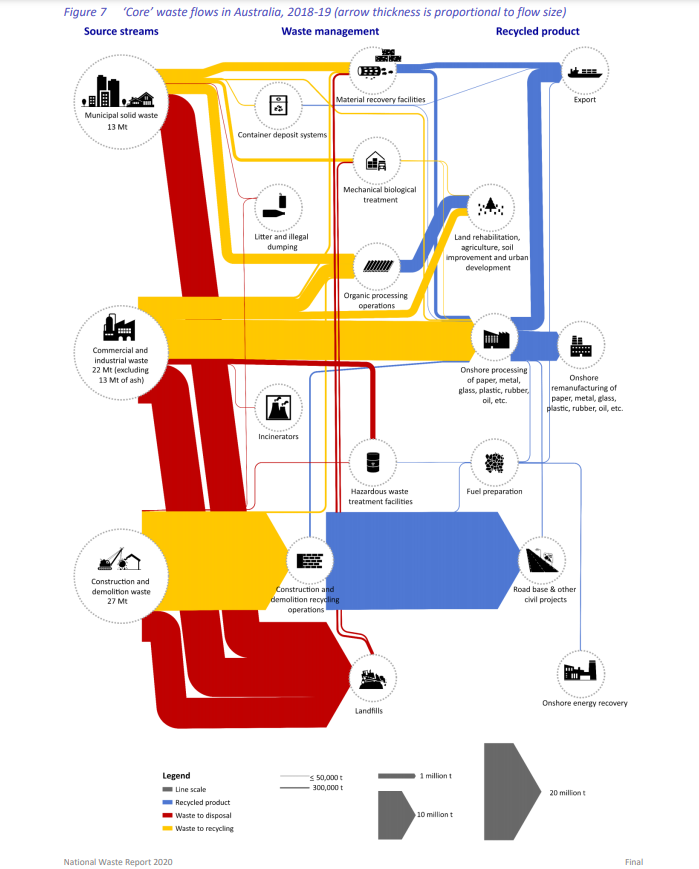 Figure 7 ‘Core’ waste flows in Australia, 2018-19 (arrow thickness is proportional to flow size)
Source streams
Waste management
Recycled product
Municipal solid waste
13 Mt
Material recovery facilities
Export
Container deposit systems
Mechanical biological
treatment
Litter and illegal
dumping
Land rehabilitation,
agriculture, soil
improvement and urban
development
Organic processing
operations
Commercial and
industrial waste
22 Mt (excluding
13 Mt of ash)
Onshore processing
of paper, metal,
glass, plastic, rubber,
oil, etc.
Onshore
remanufacturing of
paper, metal, glass,
plastic, rubber, oil, etc.
Incinerators
Hazardous waste
treatment facilities
Fuel preparation
Construction and
demolition waste
27 Mt
Construction and
demolition recycling
operations
Road base & other
civil projects
Landfills
Onshore energy recovery
Legend
Line scale
Recycled product
Waste to disposal
Waste to recycling
≤ 50,000 t
300,000 t
1 million t
10 million t
20 million t
National Waste Report 2020
Final